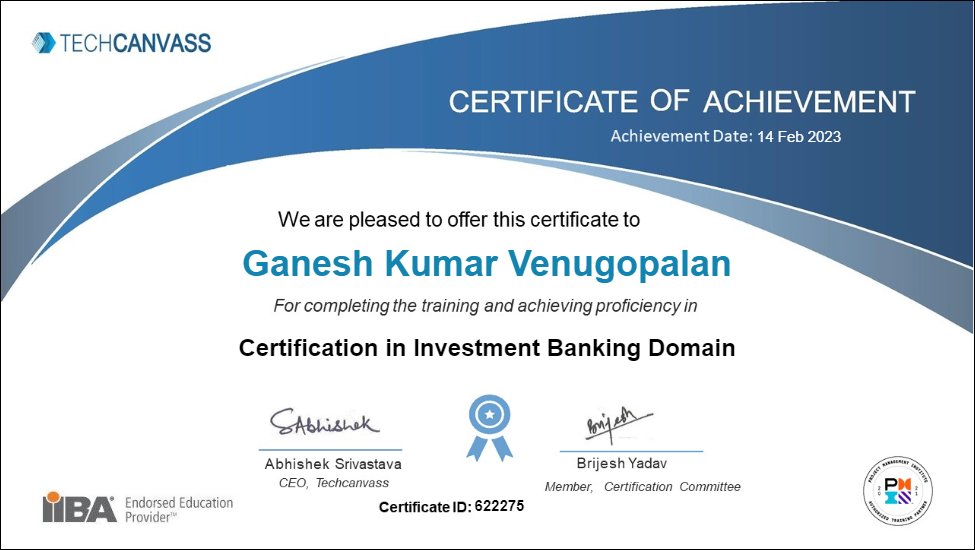 TECHCANVASS
CERTIFICATE OF ACHIEVEMENT
Achievement Date: 14 Feb 2023
We are pleased to offer this certificate to
Ganesh Kumar Venugopalan
For completing the training and achieving proficiency in
Certification in Investment Banking Domain
SAbhishek
Brijesh
Abhishek Srivastava
CEO, Techcanvass
Brijesh Yadav
Member, Certification Committee
Certificate ID: 622275
IIBA Endorsed Education
Provider™
PROJECT MANAGEMENT INSTITUTE
PMI
AUTHORIZED TRAINING PARTNER